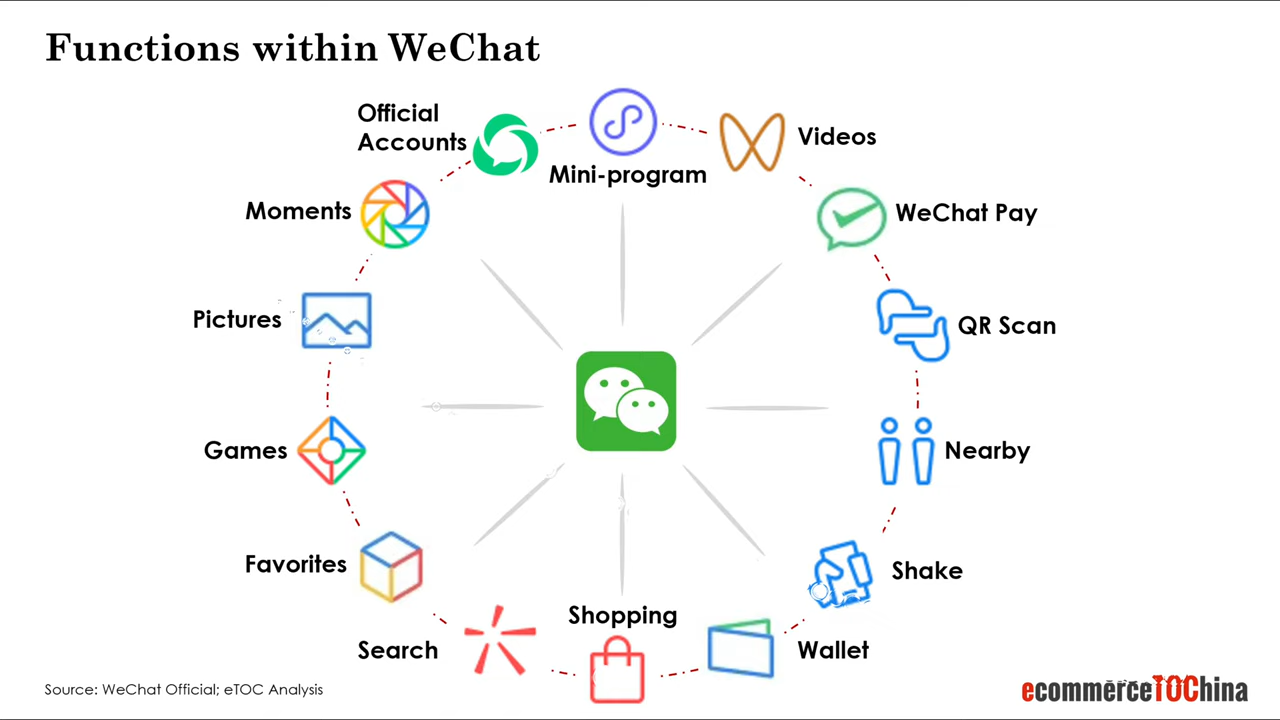 Functions within WeChat
Official
Accounts
Mini-program
Videos
Moments
WeChat Pay
Pictures
QR Scan
Games
Nearby
Favorites
Shake
Shopping
Search
Wallet
Source: WeChat Official; eTOC Analysis
ecommerceTOChina